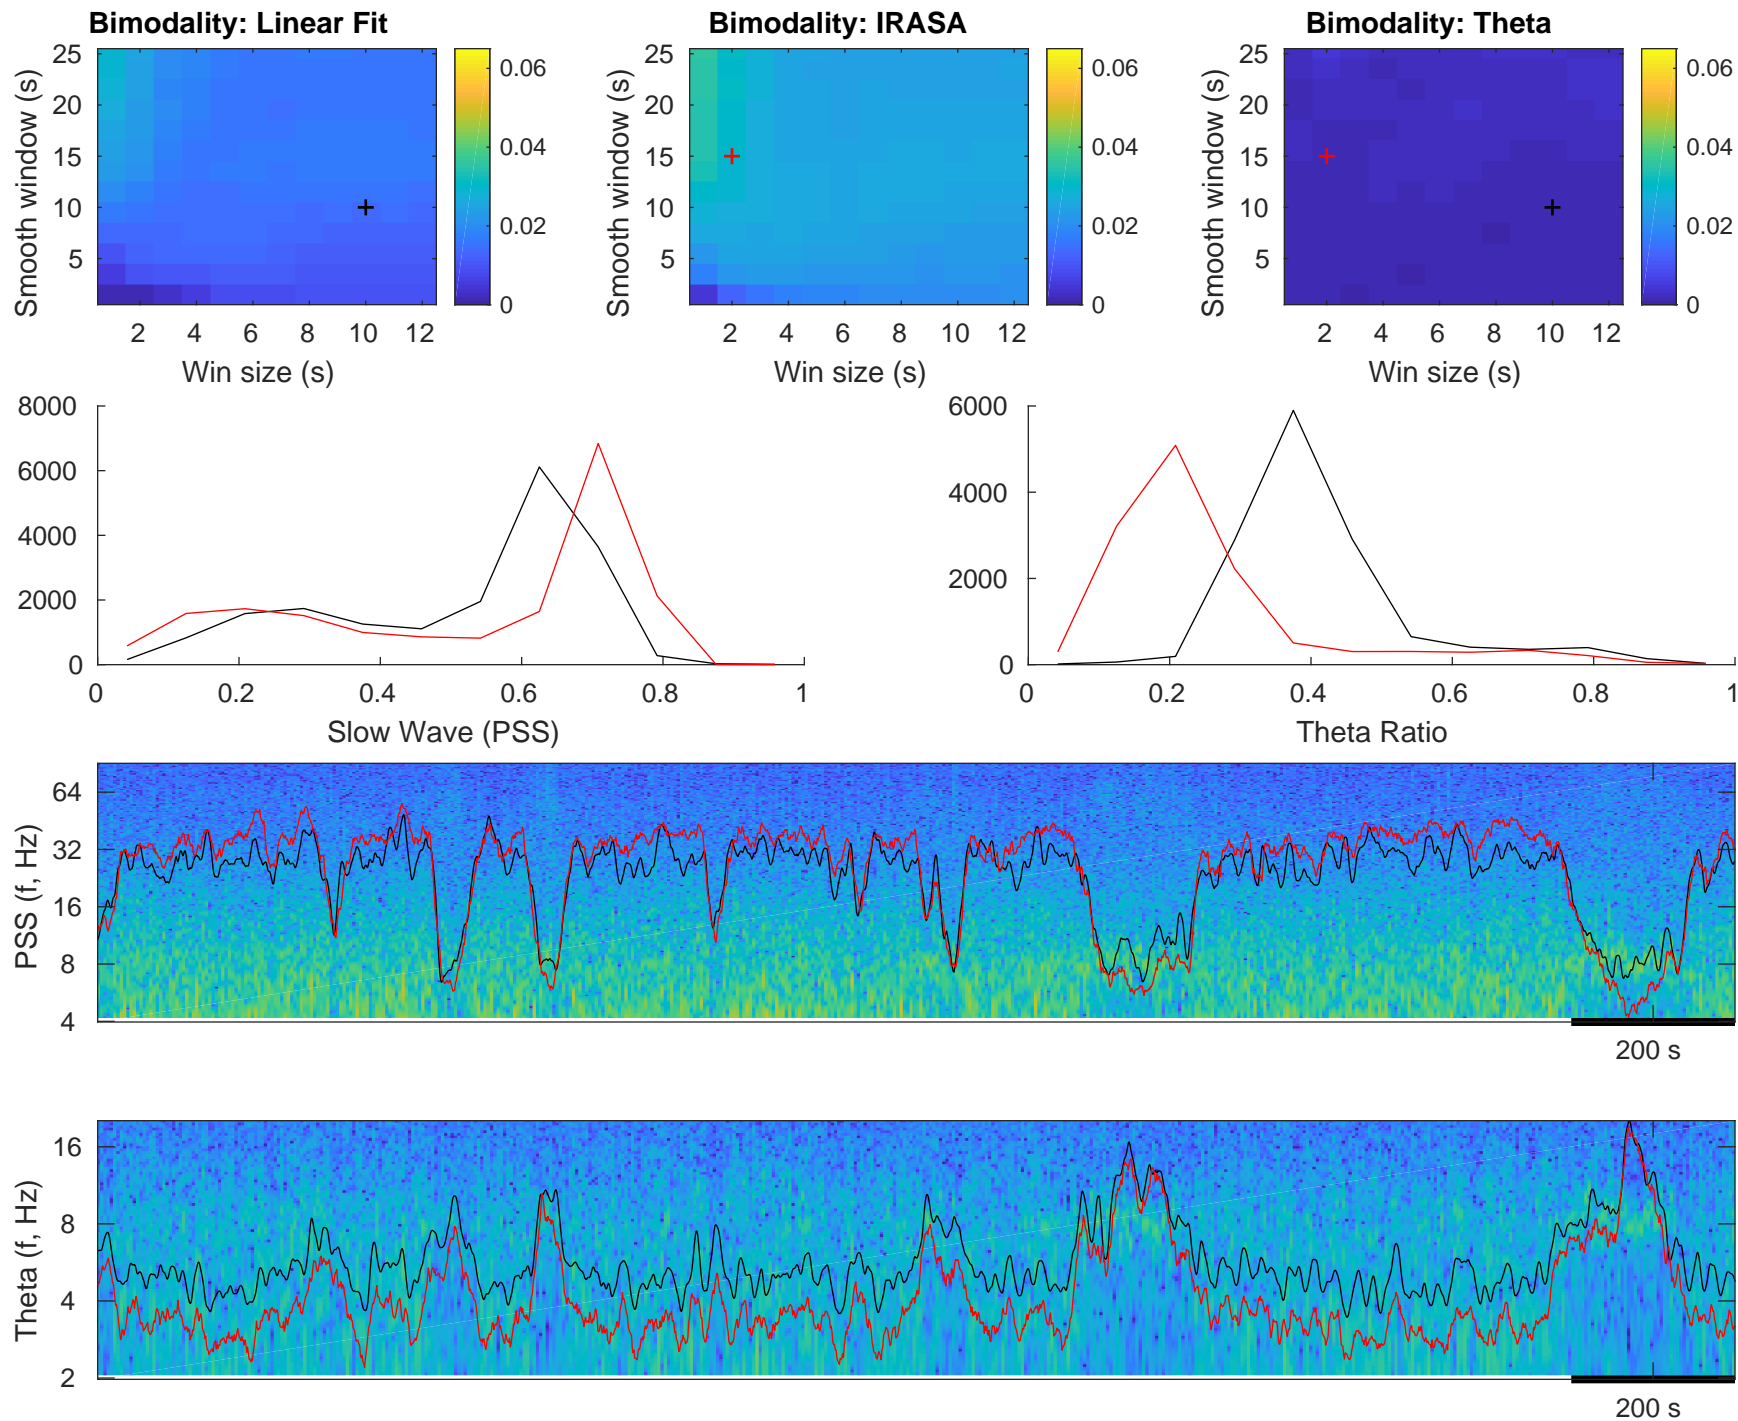 Bimodality: Linear Fit
Bimodality: IRASA
Bimodality: Theta
Smooth window (s)
25
20
15
10
5
2 4 6 8 10 12
Win size (s)
0.06
0.04
0.02
0
Smooth window (s)
25
20
15
10
5
2 4 6 8 10 12
Win size (s)
0.06
0.04
0.02
0
Smooth window (s)
25
20
15
10
5
2 4 6 8 10 12
Win size (s)
0.06
0.04
0.02
0
8000
6000
4000
2000
0
0 0.2 0.4 0.6 0.8 1
Slow Wave (PSS)
6000
4000
2000
0
0 0.2 0.4 0.6 0.8 1
Theta Ratio
PSS (f, Hz)
64
32
16
8
4
200 s
Theta (f, Hz)
16
8
4
2
200 s